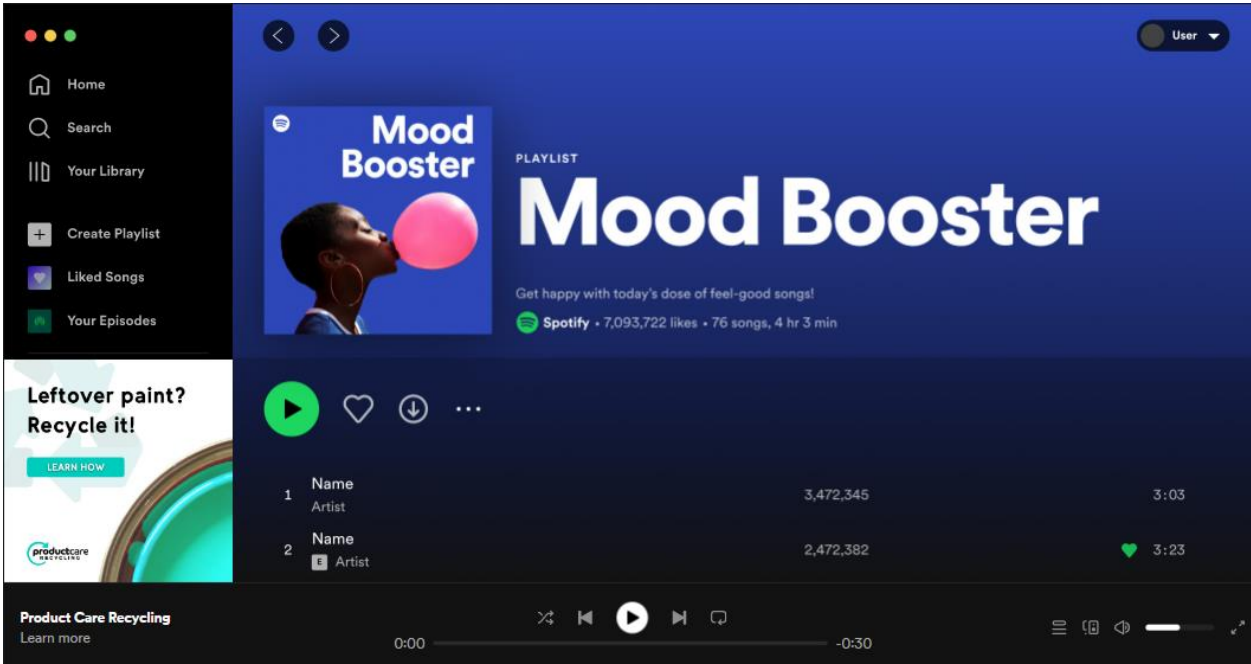 Home
Search
Your Library
Create Playlist
Liked Songs
Your Episodes
Leftover paint?
Recycle it!
LEARN HOW
productcare
RECYCLING
User
Mood
Booster
PLAYLIST
Mood Booster
Get happy with today's dose of feel-good songs!
Spotify • 7,093,722 likes • 76 songs, 4 hr 3 min
1 Name 3,472,345 3:03
Artist
2 Name 2,472,382 3:23
E Artist
Product Care Recycling
Learn more
0:00 -0:30